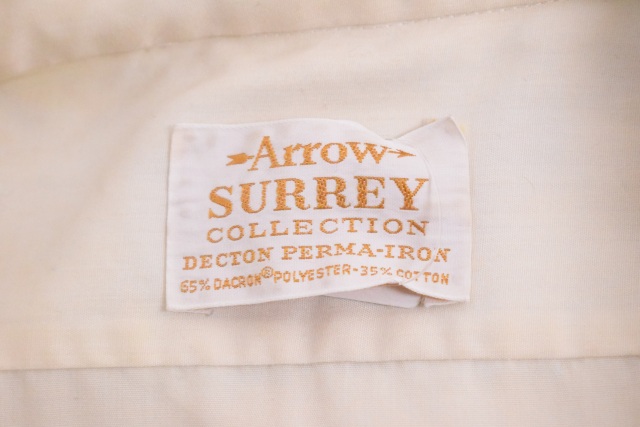 Arrow
SURREY
COLLECTION
DECTON PERMA-IRON
65% DACRON® POLYESTER - 35% COTTON